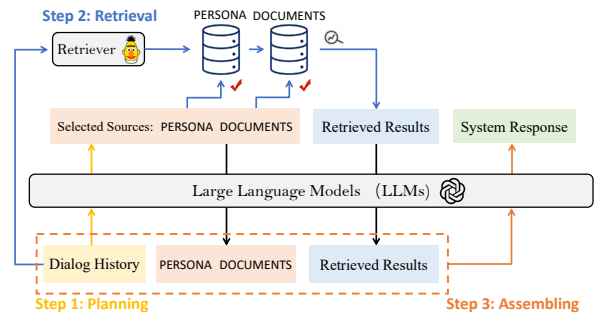 PERSONA DOCUMENTS
Step 2: Retrieval
Retriever
Selected Sources: PERSONA DOCUMENTS
Retrieved Results
System Response
Large Language Models (LLMs)
Dialog History
PERSONA DOCUMENTS
Retrieved Results
Step 1: Planning
Step 3: Assembling